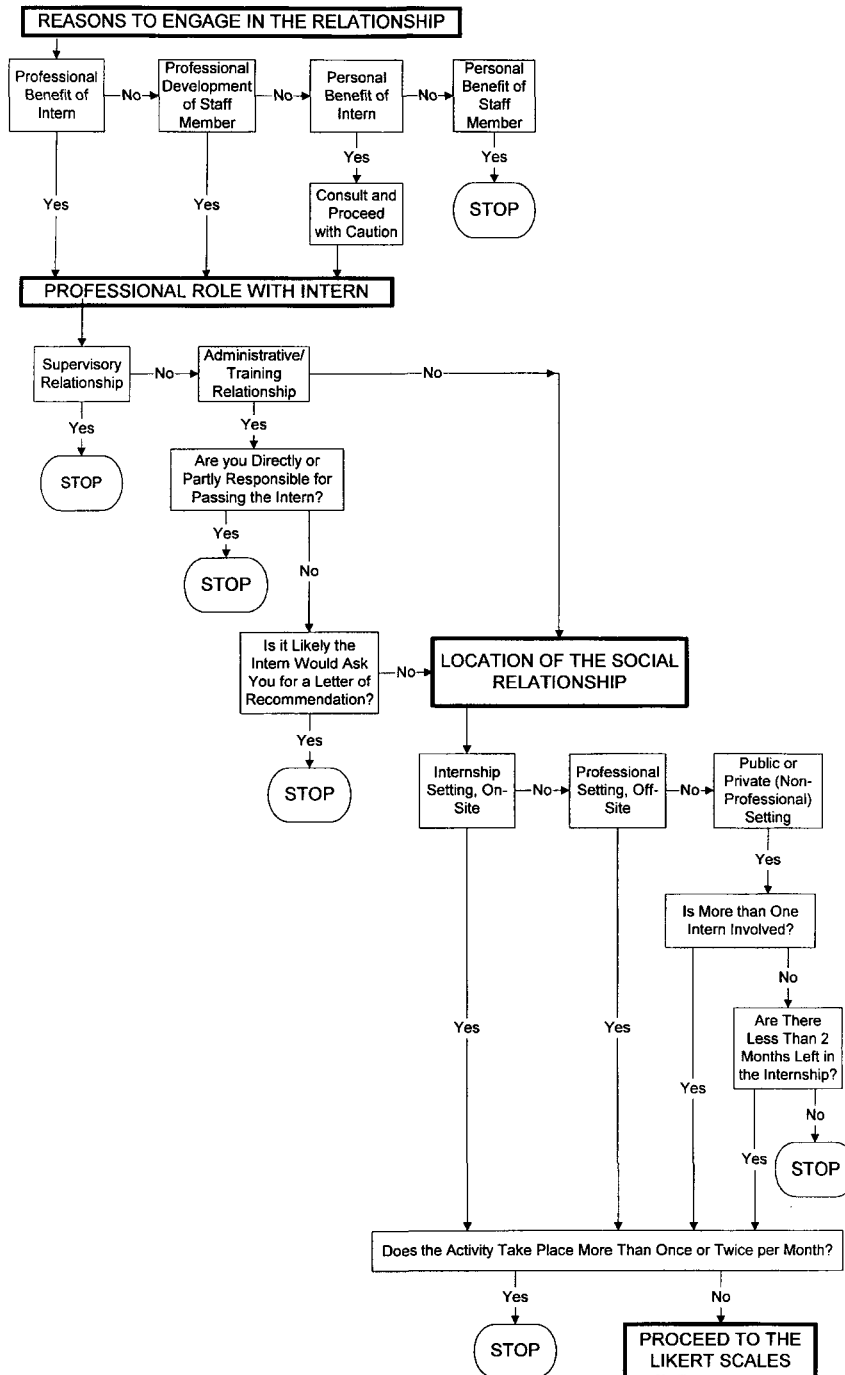 REASONS TO ENGAGE IN THE RELATIONSHIP
Professional
Benefit of
Intern
No
Professional
Development
of Staff
Member
No
Personal
Benefit of
Intern
No
Personal
Benefit of
Staff
Member
Yes
Yes
Yes
Consult and
Proceed
with Caution
Yes
STOP
PROFESSIONAL ROLE WITH INTERN
Supervisory
Relationship
No
Administrative/
Training
Relationship
No
Yes
STOP
Yes
Are you Directly or
Partly Responsible for
Passing the Intern?
Yes
STOP
No
Is it Likely the
Intern Would Ask
You for a Letter of
Recommendation?
No
Yes
STOP
LOCATION OF THE SOCIAL
RELATIONSHIP
Internship
Setting, On-
Site
No
Professional
Setting, Off-
Site
No
Public or
Private (Non-
Professional)
Setting
Yes
Is More than One
Intern Involved?
No
Are There
Less Than 2
Months Left in
the Internship?
Yes
Yes
Yes
Yes
No
STOP
Does the Activity Take Place More Than Once or Twice per Month?
Yes
STOP
No
PROCEED TO THE
LIKERT SCALES